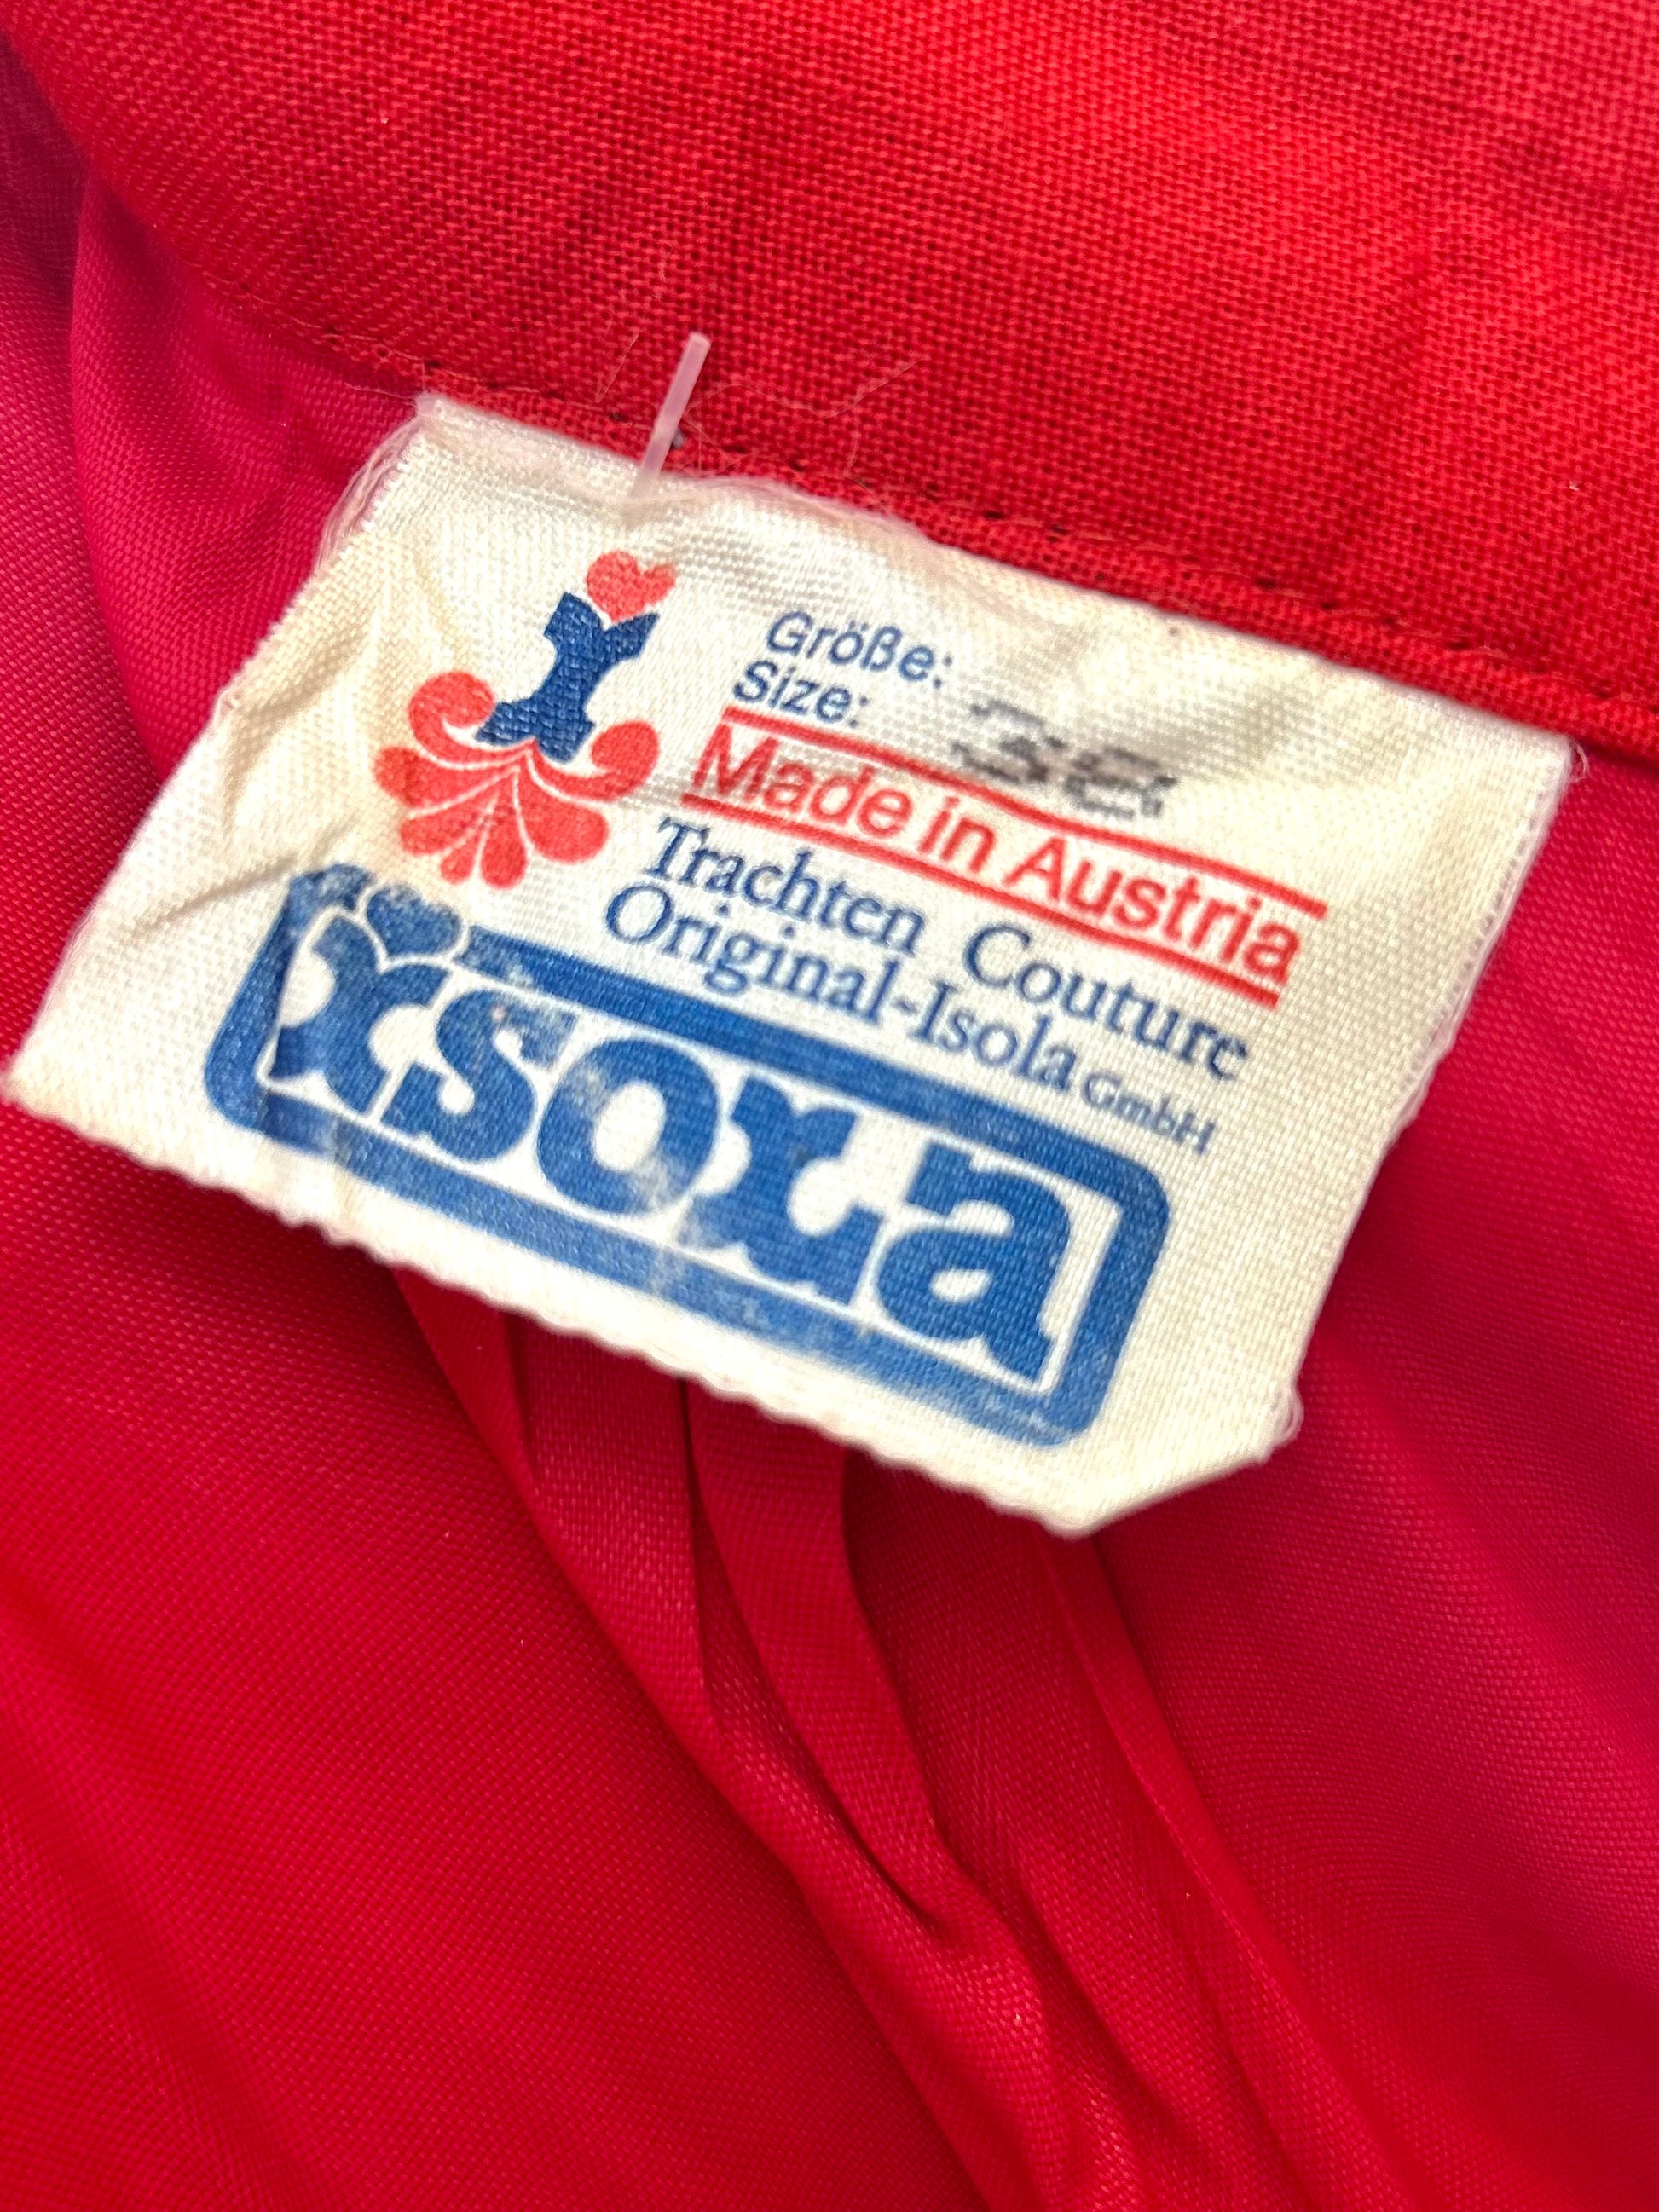 Größe:
Size: 38
Made in Austria
Trachten Couture
Original-Isola GmbH
Isola